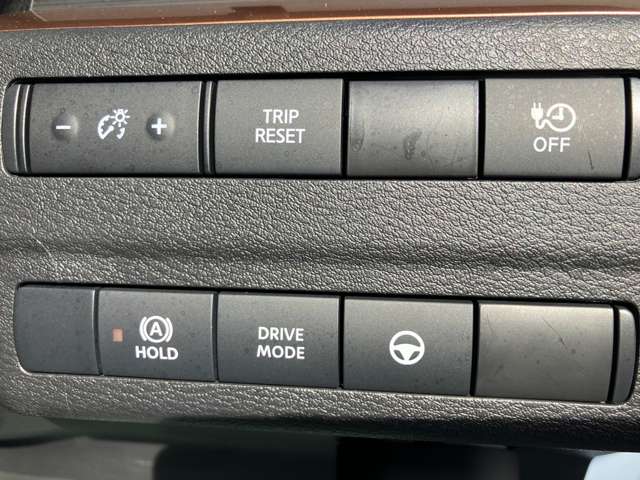 - +
TRIP
RESET
OFF
A
HOLD
DRIVE
MODE